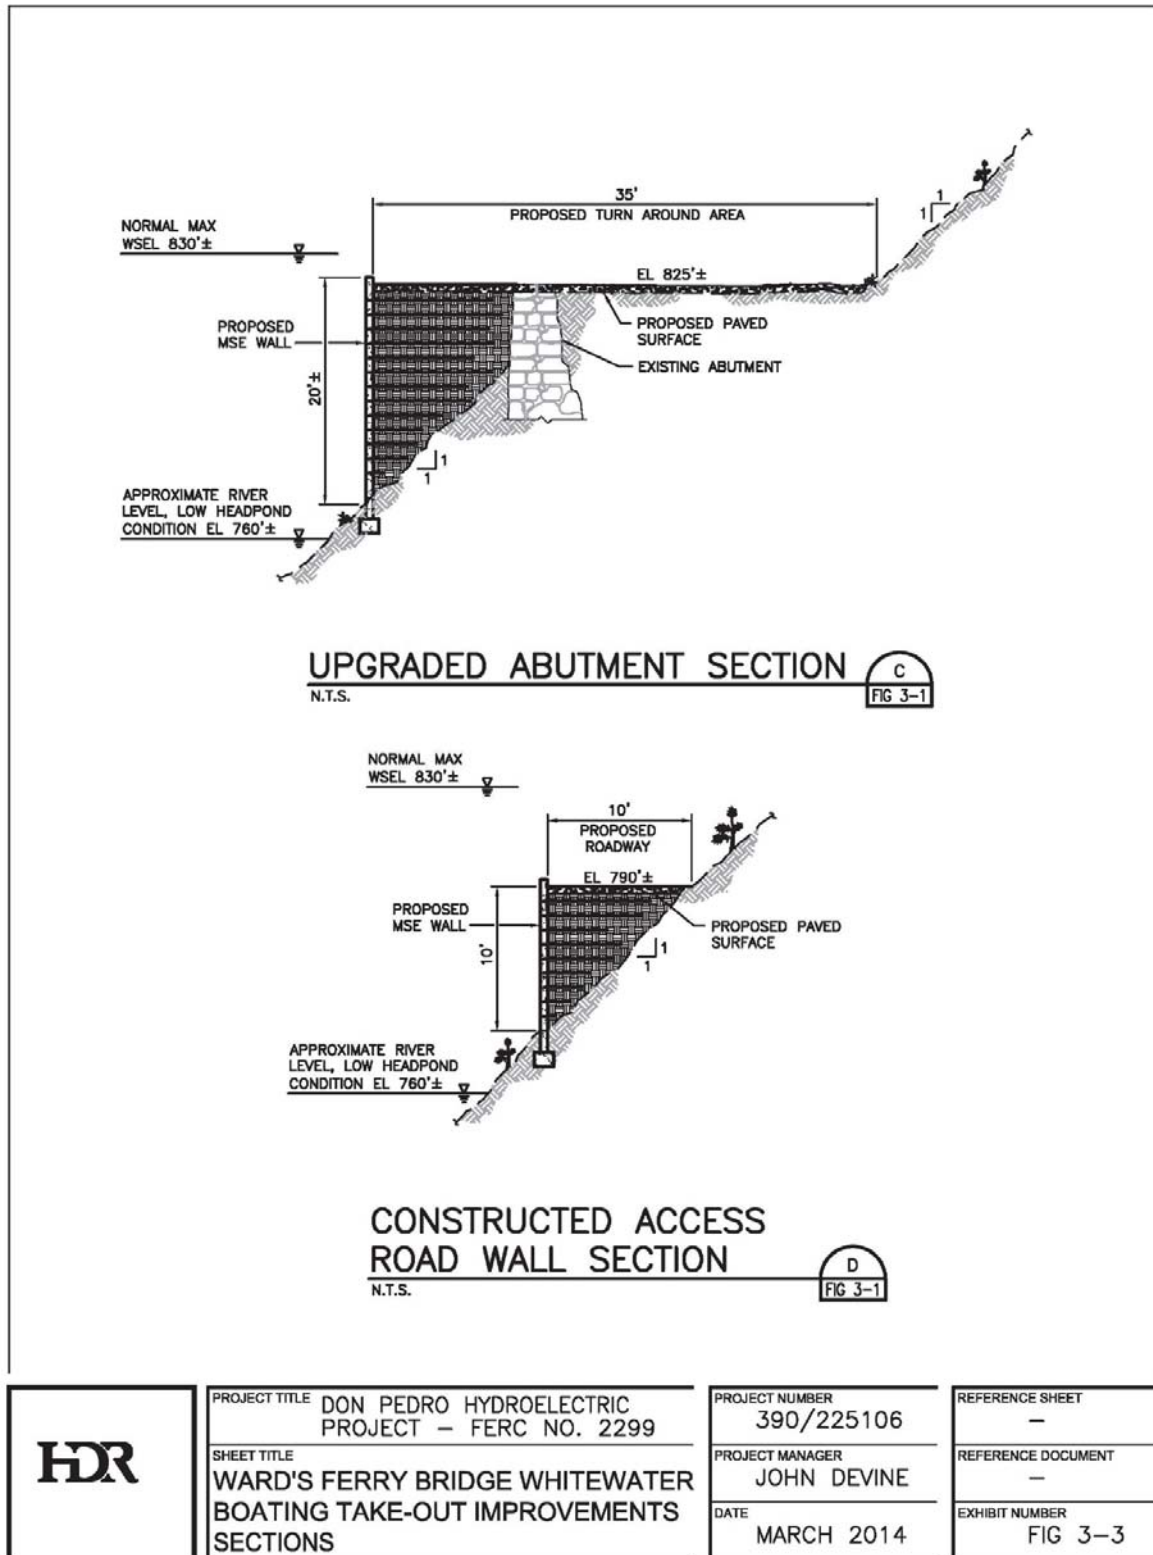 35'
PROPOSED TURN AROUND AREA
1
1
NORMAL MAX
WSEL 830'±
EL 825'±
PROPOSED
MSE WALL
PROPOSED PAVED
SURFACE
EXISTING ABUTMENT
20'±
1
1
APPROXIMATE RIVER
LEVEL, LOW HEADPOND
CONDITION EL 760'±
UPGRADED ABUTMENT SECTION
N.T.S.
C
FIG 3-1
NORMAL MAX
WSEL 830'±
10'
PROPOSED
ROADWAY
EL 790'±
PROPOSED
MSE WALL
PROPOSED PAVED
SURFACE
10'
1
1
APPROXIMATE RIVER
LEVEL, LOW HEADPOND
CONDITION EL 760'±
CONSTRUCTED ACCESS
ROAD WALL SECTION
N.T.S.
D
FIG 3-1
HDR
PROJECT TITLE DON PEDRO HYDROELECTRIC
PROJECT - FERC NO. 2299
SHEET TITLE
WARD'S FERRY BRIDGE WHITEWATER
BOATING TAKE-OUT IMPROVEMENTS
SECTIONS
PROJECT NUMBER
390/225106
PROJECT MANAGER
JOHN DEVINE
DATE
MARCH 2014
REFERENCE SHEET
-
REFERENCE DOCUMENT
-
EXHIBIT NUMBER
FIG 3-3